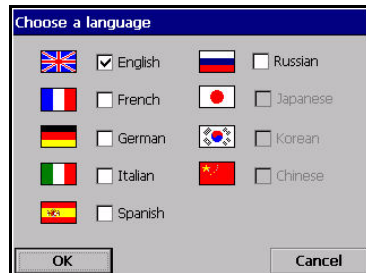 Choose a language
English
French
German
Italian
Spanish
Russian
Japanese
Korean
Chinese
OK
Cancel